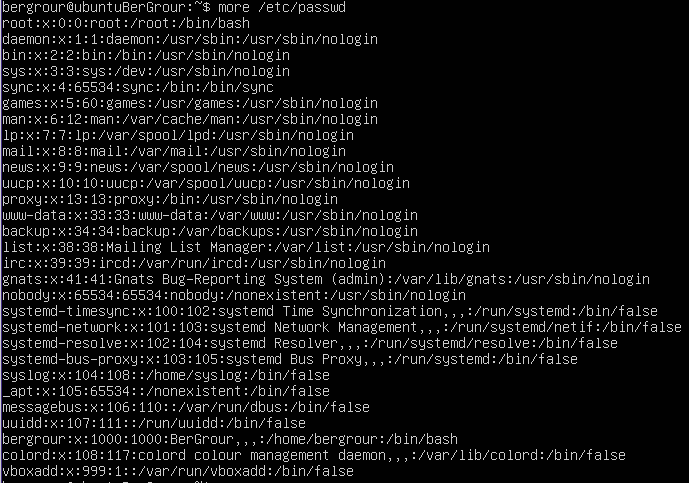 bergrour@ubuntuBerGrour:~$ more /etc/passwd
root:x:0:0:root:/root:/bin/bash
daemon:x:1:1:daemon:/usr/sbin:/usr/sbin/nologin
bin:x:2:2:bin:/bin:/usr/sbin/nologin
sys:x:3:3:sys:/dev:/usr/sbin/nologin
sync:x:4:65534:sync:/bin:/bin/sync
games:x:5:60:games:/usr/games:/usr/sbin/nologin
man:x:6:12:man:/var/cache/man:/usr/sbin/nologin
lp:x:7:7:lp:/var/spool/lpd:/usr/sbin/nologin
mail:x:8:8:mail:/var/mail:/usr/sbin/nologin
news:x:9:9:news:/var/spool/news:/usr/sbin/nologin
uucp:x:10:10:uucp:/var/spool/uucp:/usr/sbin/nologin
proxy:x:13:13:proxy:/bin:/usr/sbin/nologin
www-data:x:33:33:www-data:/var/www:/usr/sbin/nologin
backup:x:34:34:backup:/var/backups:/usr/sbin/nologin
list:x:38:38:Mailing List Manager:/var/list:/usr/sbin/nologin
irc:x:39:39:ircd:/var/run/ircd:/usr/sbin/nologin
gnats:x:41:41:Gnats Bug-Reporting System (admin):/var/lib/gnats:/usr/sbin/nologin
nobody:x:65534:65534:nobody:/nonexistent:/usr/sbin/nologin
systemd-timesync:x:100:102:systemd Time Synchronization,,,:/run/systemd:/bin/false
systemd-network:x:101:103:systemd Network Management,,,:/run/systemd/netif:/bin/false
systemd-resolve:x:102:104:systemd Resolver,,,:/run/systemd/resolve:/bin/false
systemd-bus-proxy:x:103:105:systemd Bus Proxy,,,:/run/systemd:/bin/false
syslog:x:104:108::/home/syslog:/bin/false
_apt:x:105:65534::/nonexistent:/bin/false
messagebus:x:106:110::/var/run/dbus:/bin/false
uuidd:x:107:111::/run/uuidd:/bin/false
bergrour:x:1000:1000:BerGrour,,,:/home/bergrour:/bin/bash
colord:x:108:117:colord colour management daemon,,,:/var/lib/colord:/bin/false
vboxadd:x:999:1::/var/run/vboxadd:/bin/false